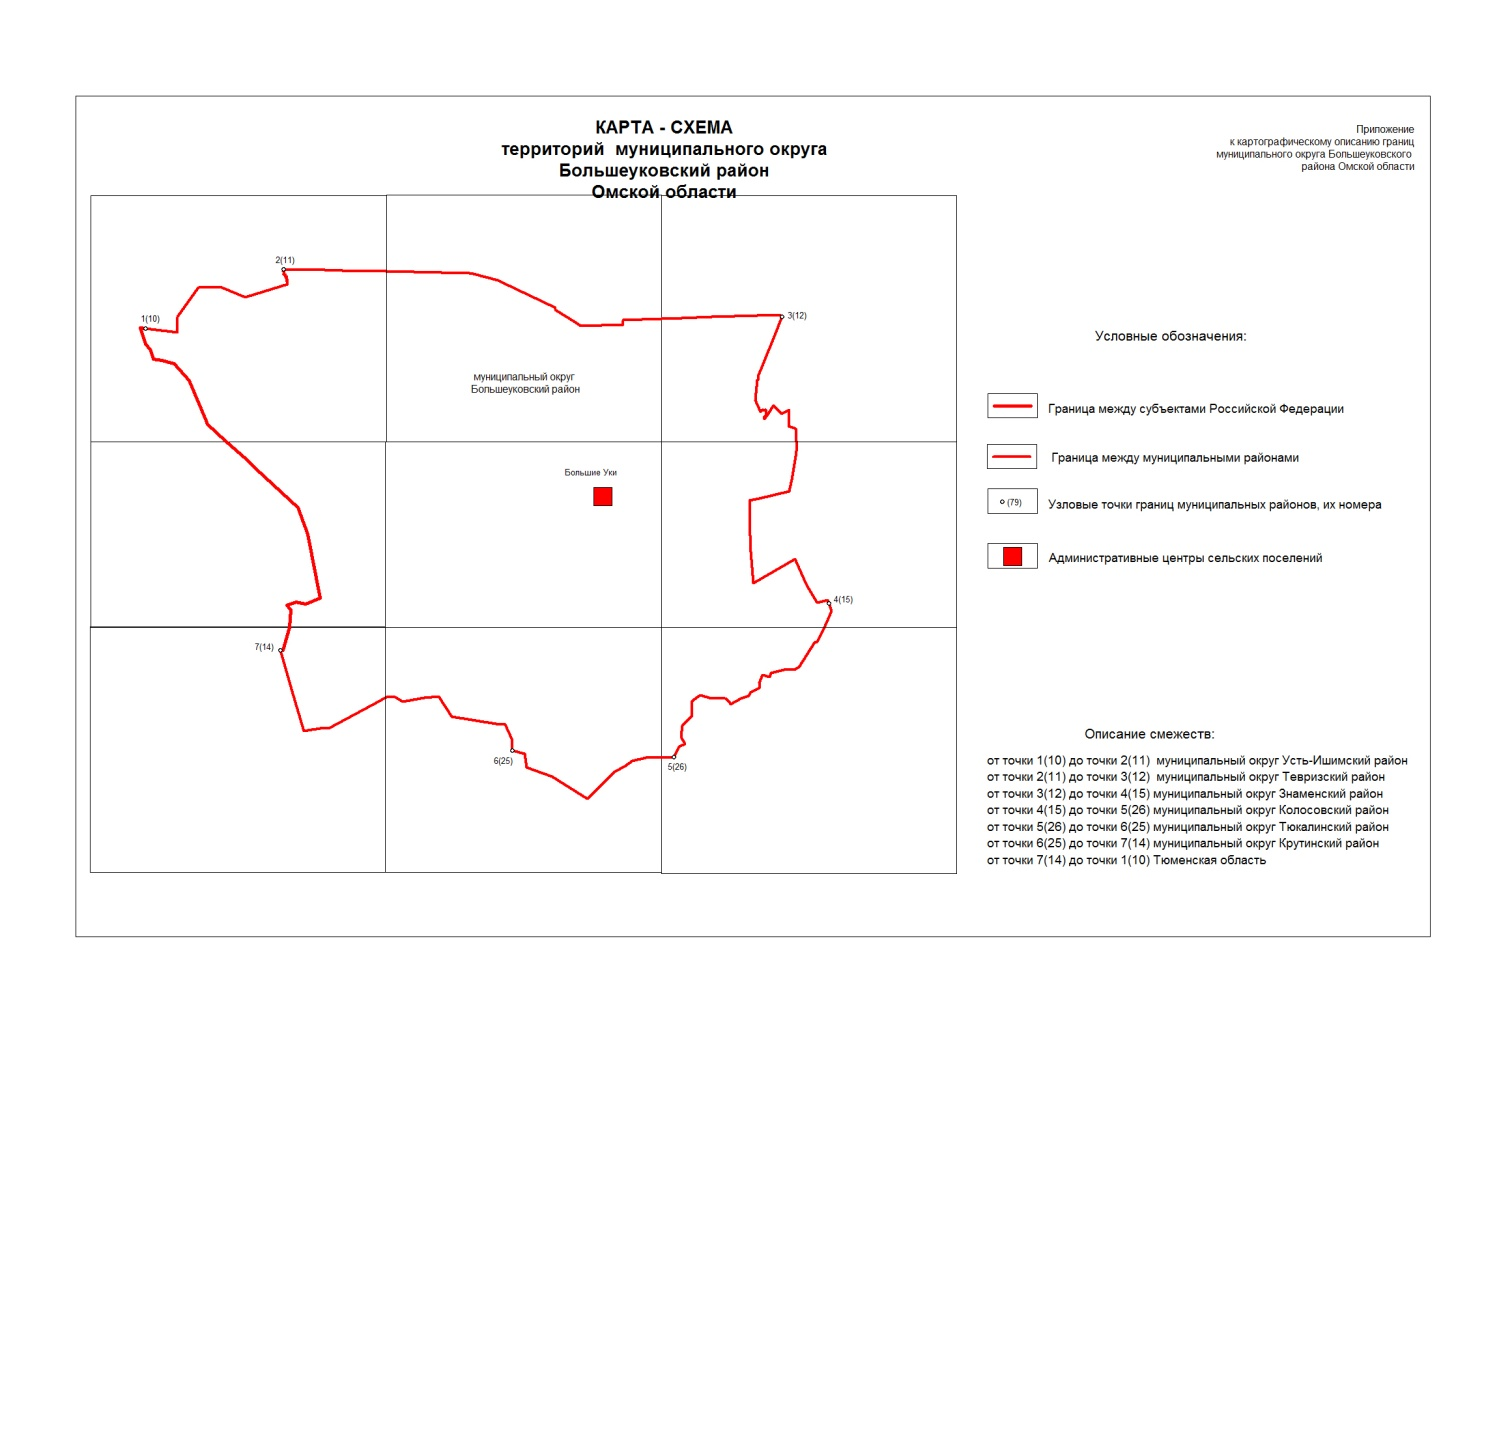 КАРТА - СХЕМА
территорий муниципального округа
Большеуковский район
Омской области
Приложение
к картографическому описанию границ
муниципального округа Большеуковского
района Омской области
2(11)
1(10)
3(12)
муниципальный округ
Большеуковский район
Большие Уки
4(15)
7(14)
6(25)
5(26)
Условные обозначения:
Граница между субъектами Российской Федерации
Граница между муниципальными районами
(79) Узловые точки границ муниципальных районов, их номера
Административные центры сельских поселений
Описание смежеств:
от точки 1(10) до точки 2(11) муниципальный округ Усть-Ишимский район
от точки 2(11) до точки 3(12) муниципальный округ Тевризский район
от точки 3(12) до точки 4(15) муниципальный округ Знаменский район
от точки 4(15) до точки 5(26) муниципальный округ Колосовский район
от точки 5(26) до точки 6(25) муниципальный округ Тюкалинский район
от точки 6(25) до точки 7(14) муниципальный округ Крутинский район
от точки 7(14) до точки 1(10) Тюменская область